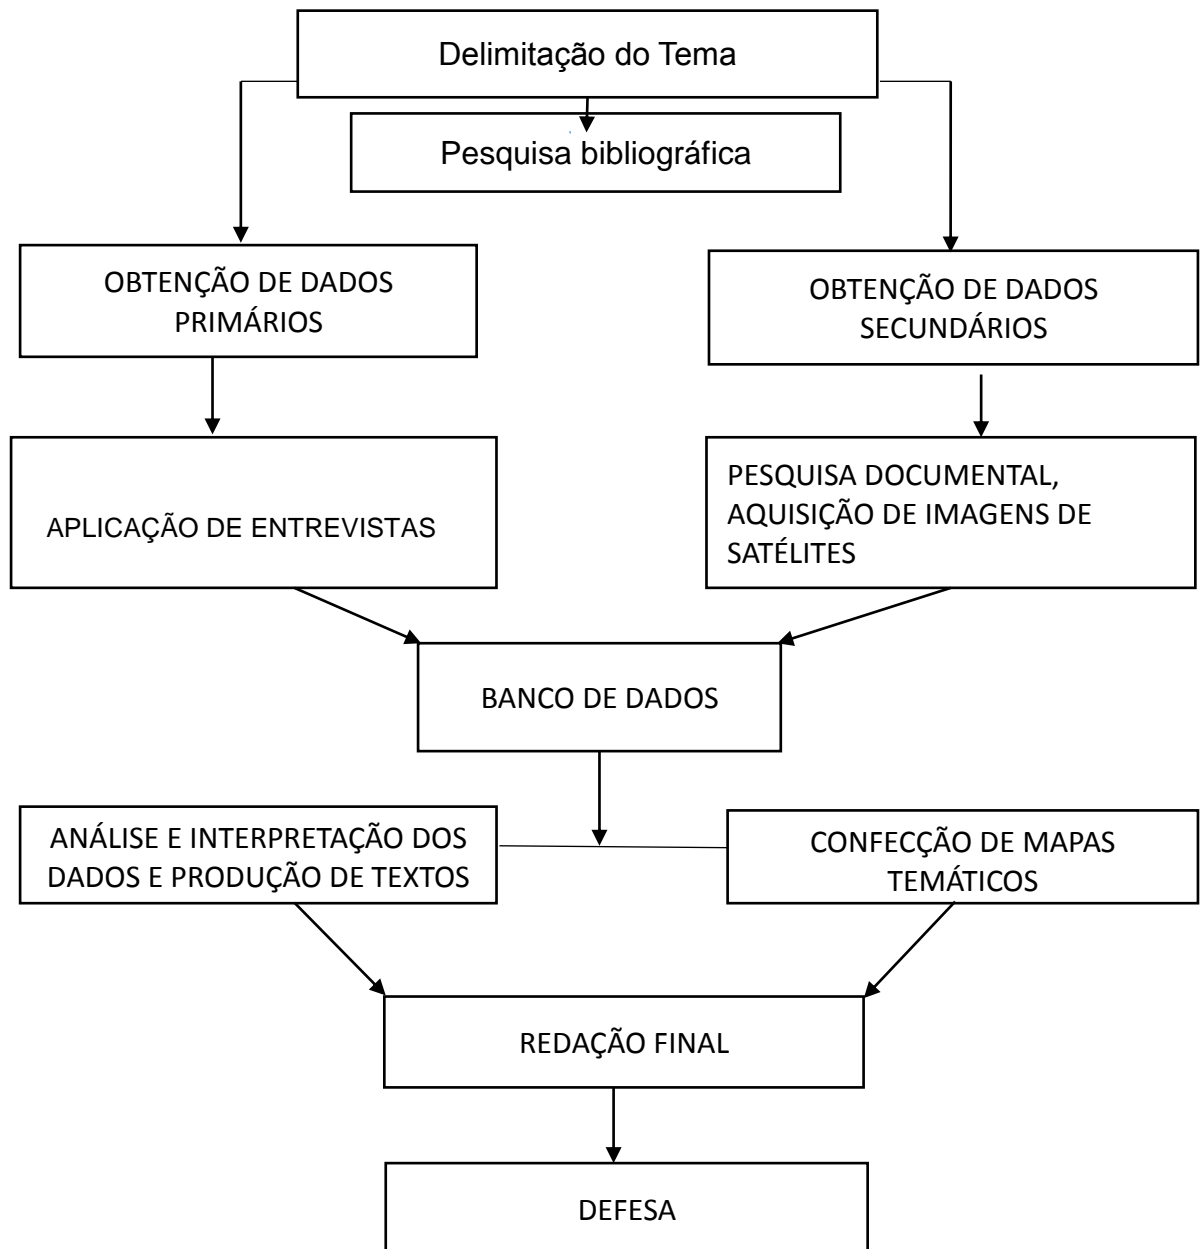 Delimitação do Tema
Pesquisa bibliográfica
OBTENÇÃO DE DADOS
PRIMÁRIOS
OBTENÇÃO DE DADOS
SECUNDÁRIOS
APLICAÇÃO DE ENTREVISTAS
PESQUISA DOCUMENTAL,
AQUISIÇÃO DE IMAGENS DE
SATÉLITES
BANCO DE DADOS
ANÁLISE E INTERPRETAÇÃO DOS
DADOS E PRODUÇÃO DE TEXTOS
CONFECÇÃO DE MAPAS
TEMÁTICOS
REDAÇÃO FINAL
DEFESA